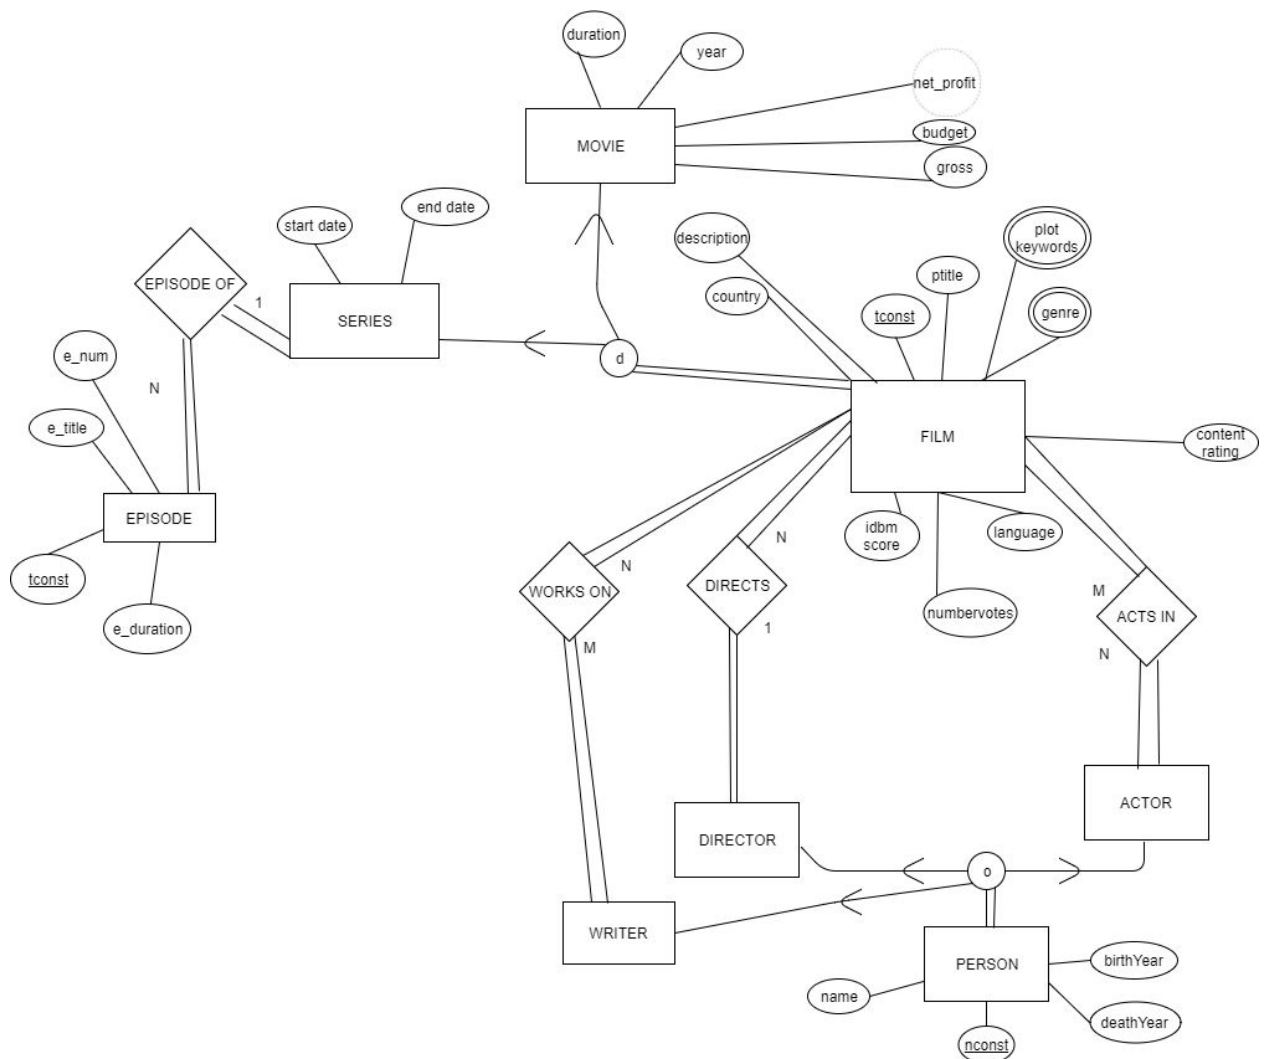 duration
year
net_profit
MOVIE
budget
gross
end date
start date
description
plot
keywords
EPISODE OF
ptitle
country
1
tconst
genre
SERIES
e_num
d
N
e_title
FILM
content
rating
EPISODE
idbm
score
language
N
N
tconst
WORKS ON
DIRECTS
M
numbervotes
ACTS IN
e_duration
1
M
N
ACTOR
DIRECTOR
o
WRITER
birthYear
PERSON
name
deathYear
nconst